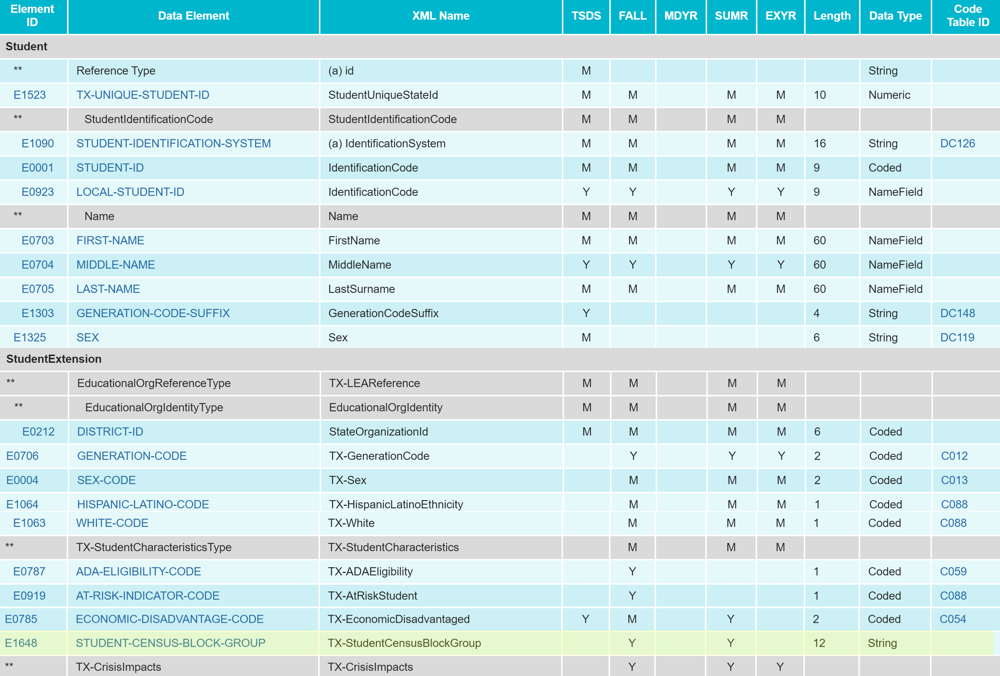 Element ID Data Element XML Name TSDS FALL MDYR SUMR EXYR Length Data Type Code Table ID
Student
** Reference Type (a) id M String
E1523 TX-UNIQUE-STUDENT-ID StudentUniqueStateId M M M M 10 Numeric
** StudentIdentificationCode StudentIdentificationCode M M M M
E1090 STUDENT-IDENTIFICATION-SYSTEM (a) IdentificationSystem M M M M 16 String DC126
E0001 STUDENT-ID IdentificationCode M M M M 9 Coded
E0923 LOCAL-STUDENT-ID IdentificationCode Y Y Y Y 9 NameField
** Name Name M M M M
E0703 FIRST-NAME FirstName M M M M 60 NameField
E0704 MIDDLE-NAME MiddleName Y Y Y Y 60 NameField
E0705 LAST-NAME LastSurname M M M M 60 NameField
E1303 GENERATION-CODE-SUFFIX GenerationCodeSuffix Y 4 String DC148
E1325 SEX Sex M 6 String DC119
StudentExtension
** EducationalOrgReferenceType TX-LEAReference M M M M
** EducationalOrgIdentityType EducationalOrgIdentity M M M M
E0212 DISTRICT-ID StateOrganizationId M M M M 6 Coded
E0706 GENERATION-CODE TX-GenerationCode Y Y Y 2 Coded C012
E0004 SEX-CODE TX-Sex M M M 2 Coded C013
E1064 HISPANIC-LATINO-CODE TX-HispanicLatinoEthnicity M M M 1 Coded C088
E1063 WHITE-CODE TX-White M M M 1 Coded C088
** TX-StudentCharacteristicsType TX-StudentCharacteristics M M M
E0787 ADA-ELIGIBILITY-CODE TX-ADAEligibility Y 1 Coded C059
E0919 AT-RISK-INDICATOR-CODE TX-AtRiskStudent Y 1 Coded C088
E0785 ECONOMIC-DISADVANTAGE-CODE TX-EconomicDisadvantaged Y M Y 2 Coded C054
E1648 STUDENT-CENSUS-BLOCK-GROUP TX-StudentCensusBlockGroup Y Y 12 String
** TX-CrisisImpacts TX-CrisisImpacts Y Y Y